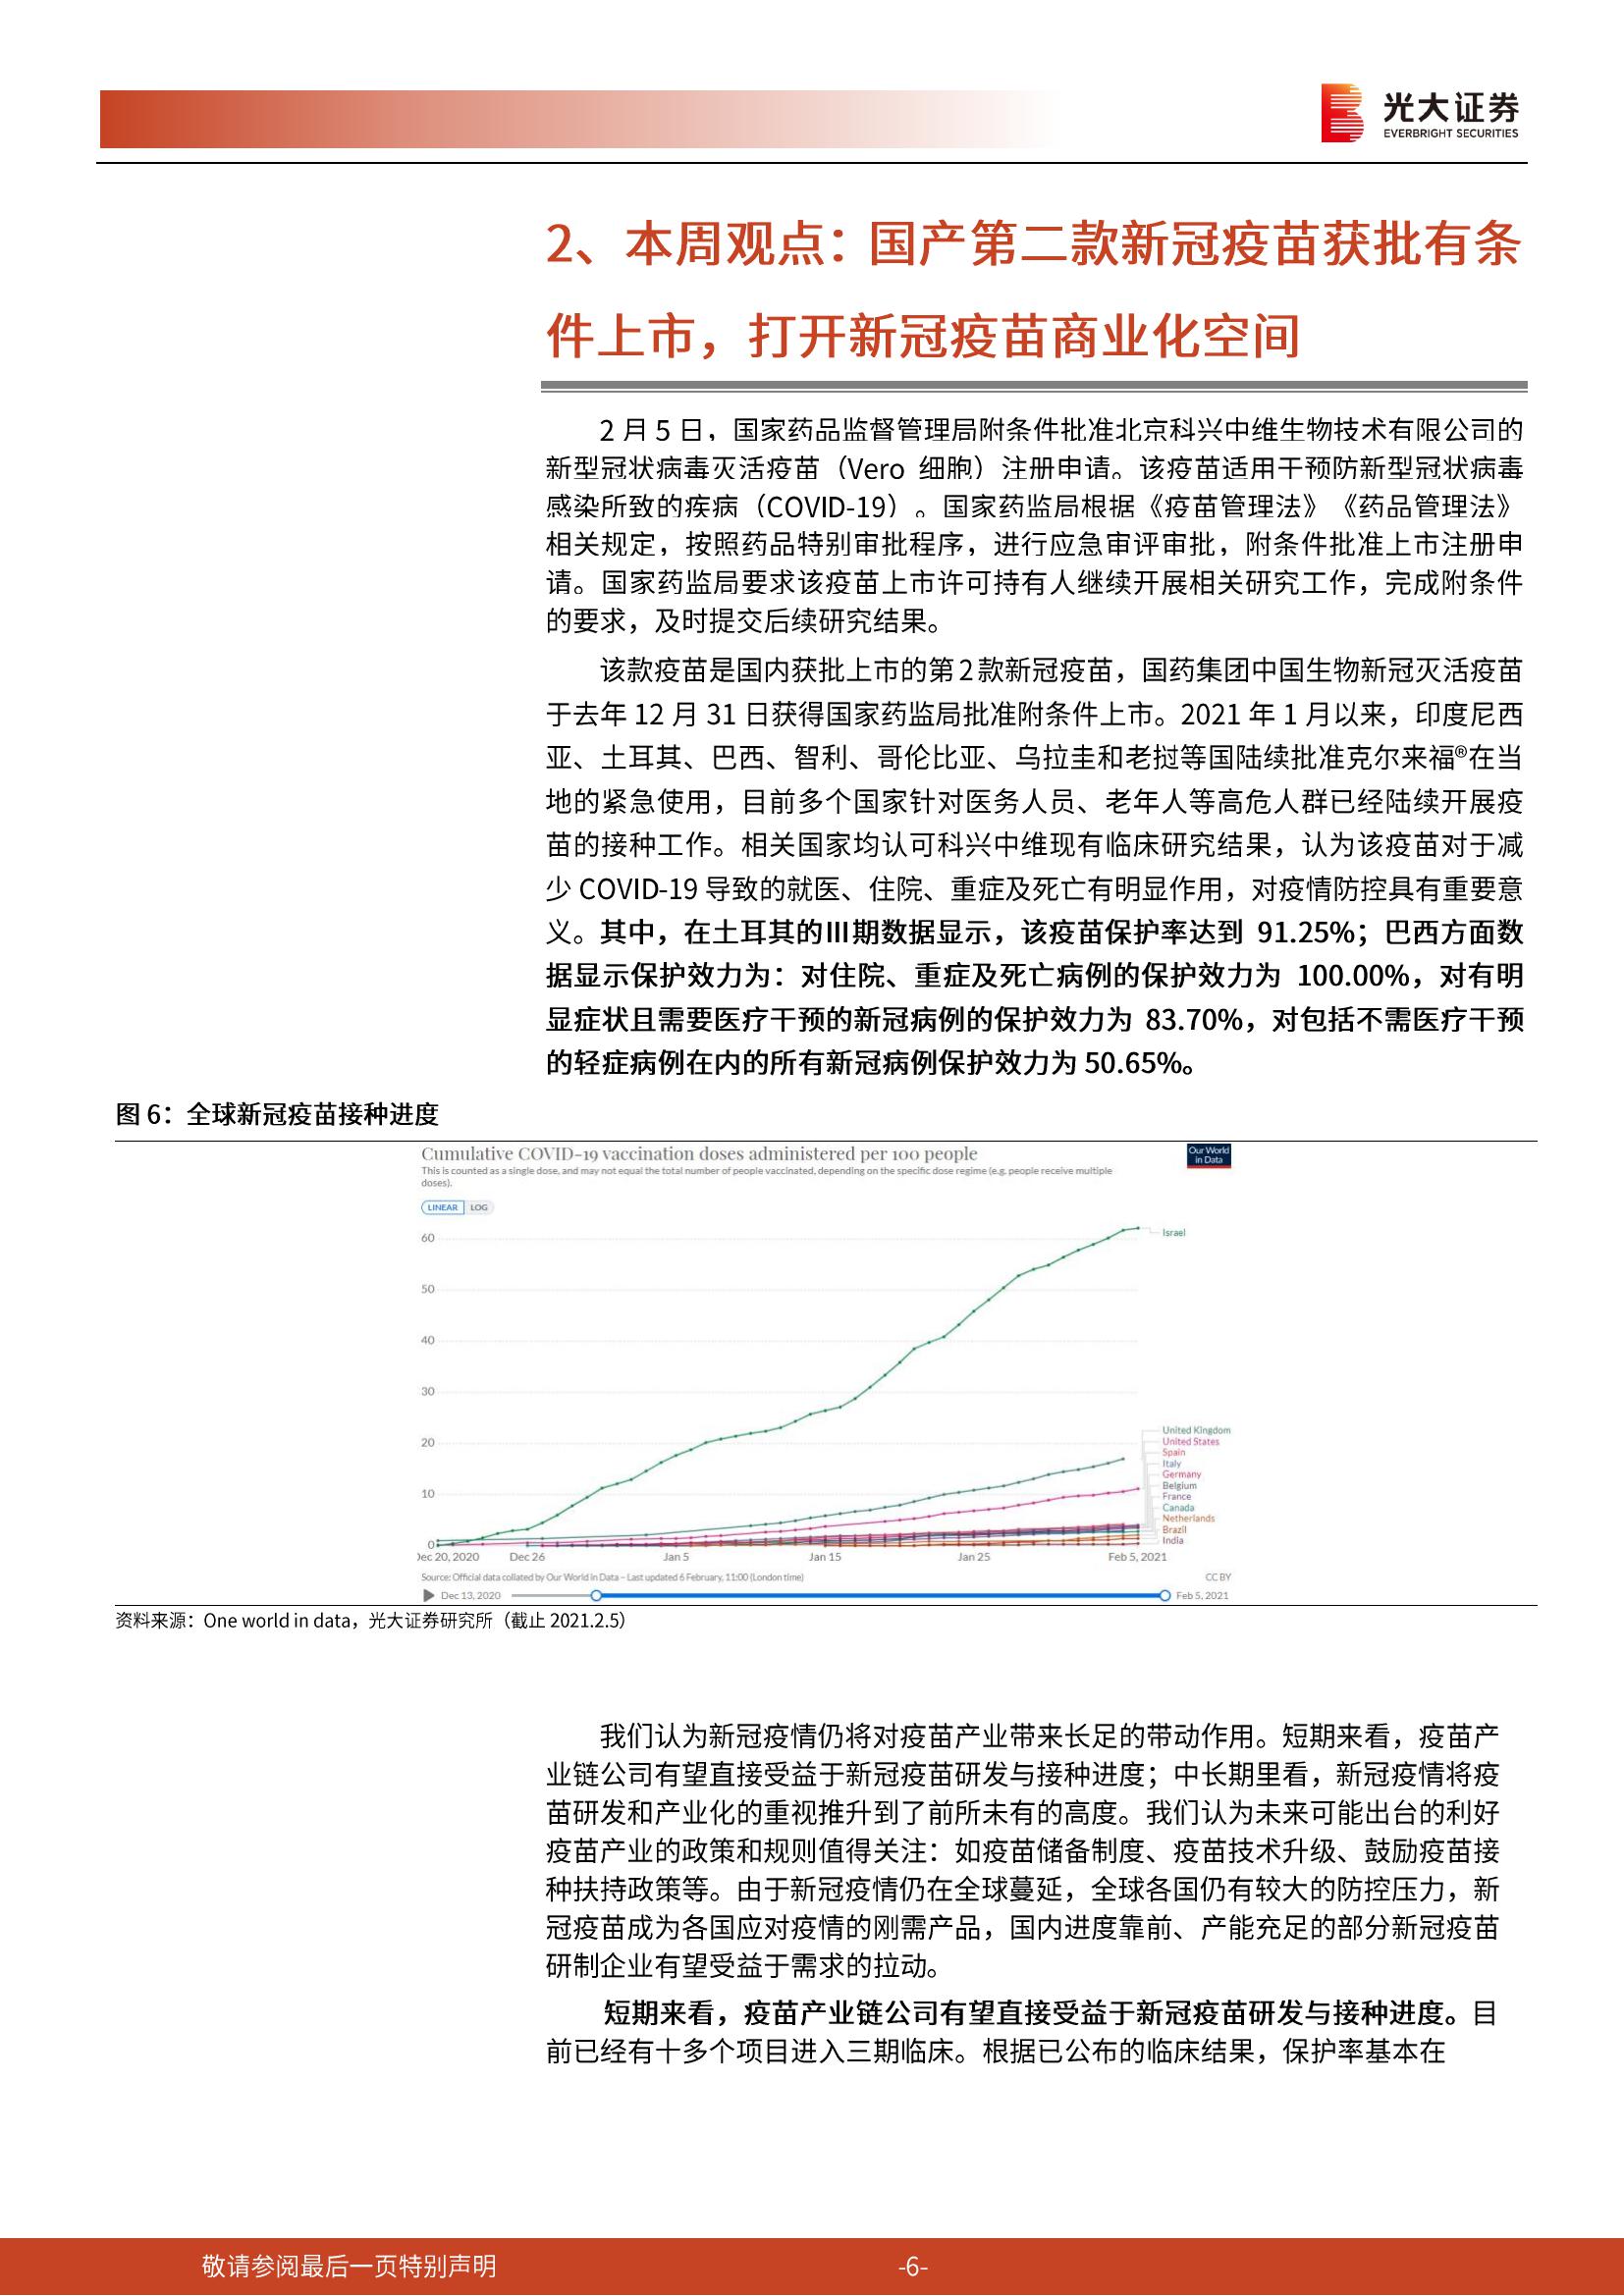 光大证券
EVERBRIGHT SECURITIES
2、本周观点：国产第二款新冠疫苗获批有条
件上市，打开新冠疫苗商业化空间
2 月 5 日，国家药品监督管理局附条件批准北京科兴中维生物技术有限公司的
新型冠状病毒灭活疫苗（Vero 细胞）注册申请。该疫苗适用于预防新型冠状病毒
感染所致的疾病（COVID-19）。国家药监局根据《疫苗管理法》《药品管理法》
相关规定，按照药品特别审批程序，进行应急审评审批，附条件批准上市注册申
请。国家药监局要求该疫苗上市许可持有人继续开展相关研究工作，完成附条件
的要求，及时提交后续研究结果。
该款疫苗是国内获批上市的第 2 款新冠疫苗，国药集团中国生物新冠灭活疫苗
于去年 12 月 31 日获得国家药监局批准附条件上市。2021 年 1 月以来，印度尼西
亚、土耳其、巴西、智利、哥伦比亚、乌拉圭和老挝等国陆续批准克尔来福®在当
地的紧急使用，目前多个国家针对医务人员、老年人等高危人群已经陆续开展疫
苗的接种工作。相关国家均认可科兴中维现有临床研究结果，认为该疫苗对于减
少 COVID-19 导致的就医、住院、重症及死亡有明显作用，对疫情防控具有重要意
义。其中，在土耳其的Ⅲ期数据显示，该疫苗保护率达到 91.25%；巴西方面数
据显示保护效力为：对住院、重症及死亡病例的保护效力为 100.00%，对有明
显症状且需要医疗干预的新冠病例的保护效力为 83.70%，对包括不需医疗干预
的轻症病例在内的所有新冠病例保护效力为 50.65%。
图 6：全球新冠疫苗接种进度
Cumulative COVID-19 vaccination doses administered per 100 people
Our World
in Data
This is counted as a single dose, and may not equal the total number of people vaccinated, depending on the specific dose regime (e.g. people receive multiple
doses).
LINEAR LOG
60
Israel
50
40
30
20
United Kingdom
United States
Spain
Italy
Germany
Belgium
France
Canada
Netherlands
Brazil
India
10
0
Dec 20, 2020 Dec 26 Jan 5 Jan 15 Jan 25 Feb 5, 2021
Source: Official data collated by Our World in Data – Last updated 6 February, 11:00 (London time) CC BY
Dec 13, 2020 Feb 5, 2021
资料来源：One world in data，光大证券研究所（截止 2021.2.5）
我们认为新冠疫情仍将对疫苗产业带来长足的带动作用。短期来看，疫苗产
业链公司有望直接受益于新冠疫苗研发与接种进度；中长期里看，新冠疫情将疫
苗研发和产业化的重视推升到了前所未有的高度。我们认为未来可能出台的利好
疫苗产业的政策和规则值得关注：如疫苗储备制度、疫苗技术升级、鼓励疫苗接
种扶持政策等。由于新冠疫情仍在全球蔓延，全球各国仍有较大的防控压力，新
冠疫苗成为各国应对疫情的刚需产品，国内进度靠前、产能充足的部分新冠疫苗
研制企业有望受益于需求的拉动。
短期来看，疫苗产业链公司有望直接受益于新冠疫苗研发与接种进度。目
前已经有十多个项目进入三期临床。根据已公布的临床结果，保护率基本在
敬请参阅最后一页特别声明 -6-